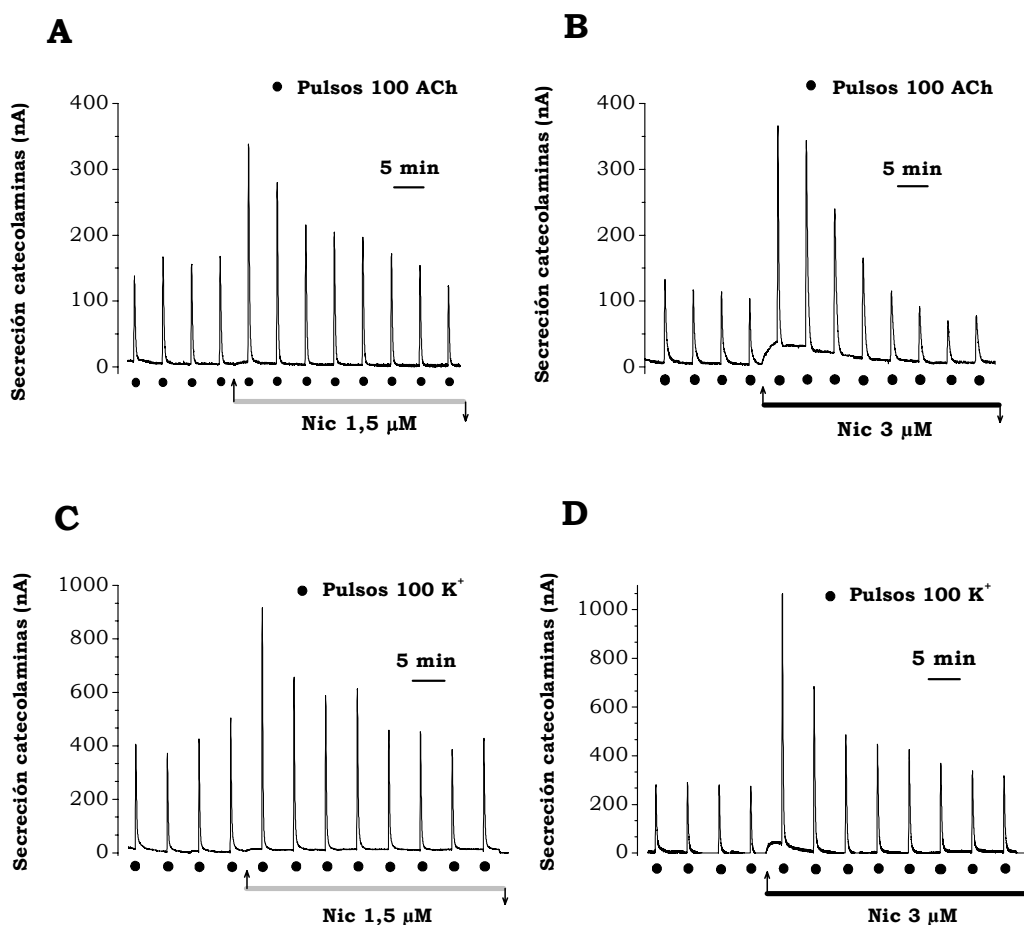 A
Pulsos 100 ACh
Secreción catecolaminas (nA)
400
300
200
100
0
5 min
Nic 1,5 µM
B
Pulsos 100 ACh
Secreción catecolaminas (nA)
400
300
200
100
0
5 min
Nic 3 µM
C
Pulsos 100 K⁺
Secreción catecolaminas (nA)
1000
800
600
400
200
0
5 min
Nic 1,5 µM
D
Pulsos 100 K⁺
Secreción catecolaminas (nA)
1000
800
600
400
200
0
5 min
Nic 3 µM